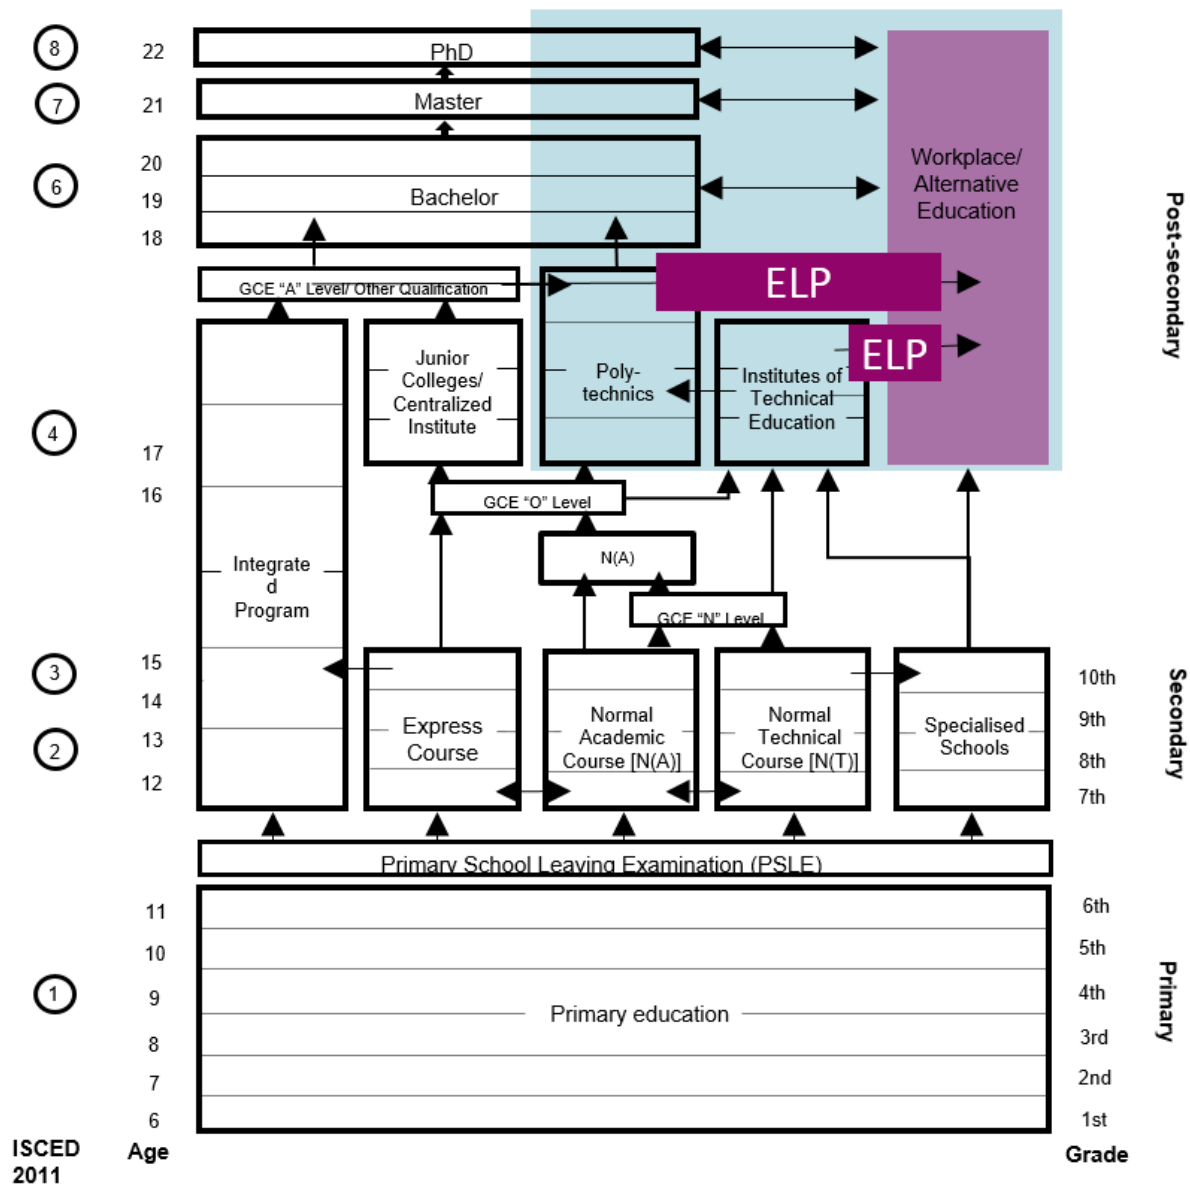 8
22
PhD
7
21
Master
6
20
19
18
Bachelor
Workplace/
Alternative
Education
Post-secondary
GCE "A" Level/ Other Qualification
ELP
ELP
Junior
Colleges/
Centralized
Institute
Poly-
technics
Institutes of
Technical
Education
4
17
16
GCE "O" Level
N(A)
GCE "N" Level
Integrate
d
Program
3
2
15
14
13
12
Express
Course
Normal
Academic
Course [N(A)]
Normal
Technical
Course [N(T)]
Specialised
Schools
10th
9th
8th
7th
Secondary
Primary School Leaving Examination (PSLE)
1
11
10
9
8
7
6
Primary education
6th
5th
4th
3rd
2nd
1st
Primary
ISCED
2011
Age
Grade